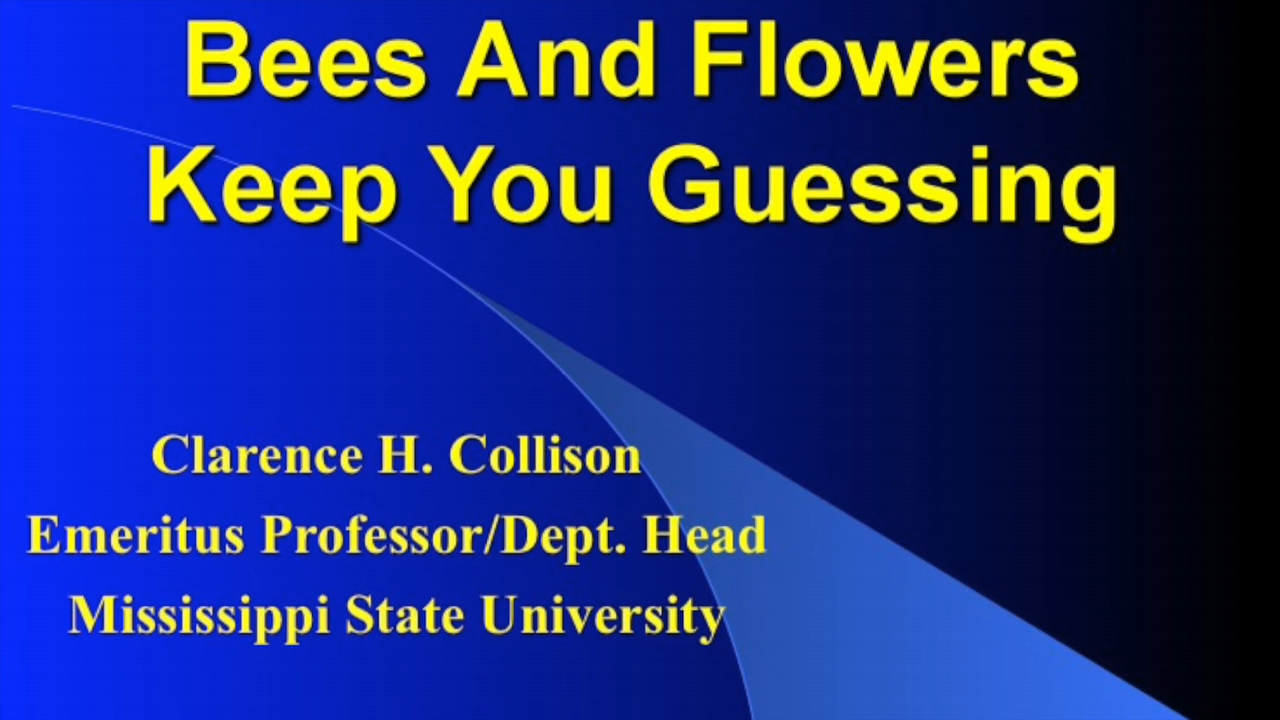 Bees And Flowers
Keep You Guessing
Clarence H. Collison
Emeritus Professor/Dept. Head
Mississippi State University